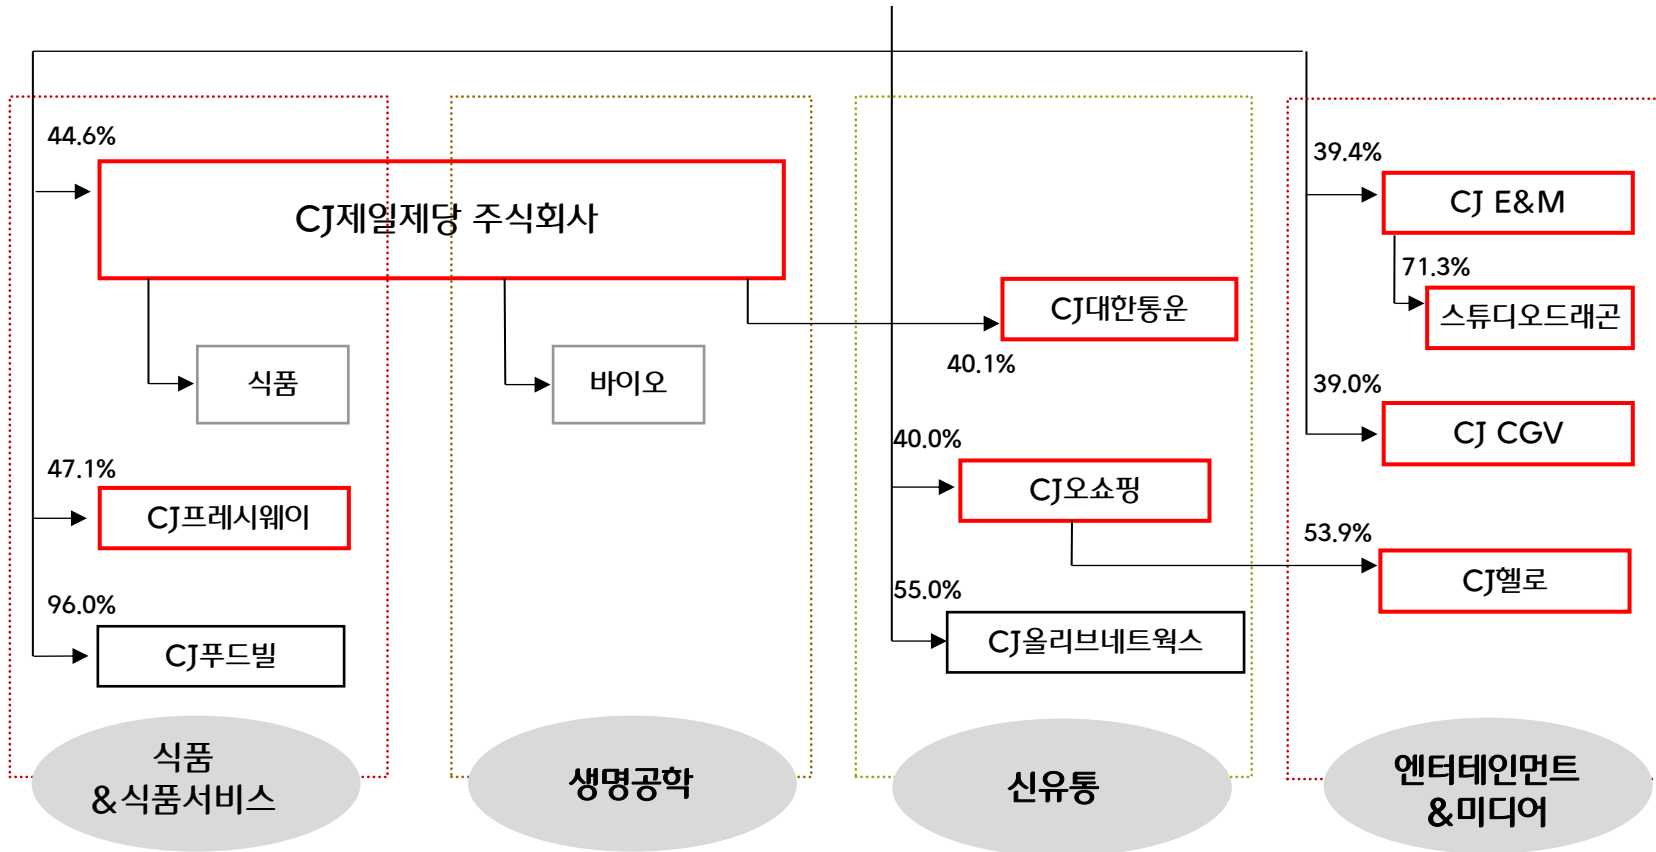 44.6%
CJ제일제당 주식회사
식품
바이오
47.1%
CJ프레시웨이
96.0%
CJ푸드빌
CJ대한통운
40.1%
40.0%
CJ오쇼핑
55.0%
CJ올리브네트웍스
39.4%
CJ E&M
71.3%
스튜디오드래곤
39.0%
CJ CGV
53.9%
CJ헬로
식품
&식품서비스
생명공학
신유통
엔터테인먼트
&미디어